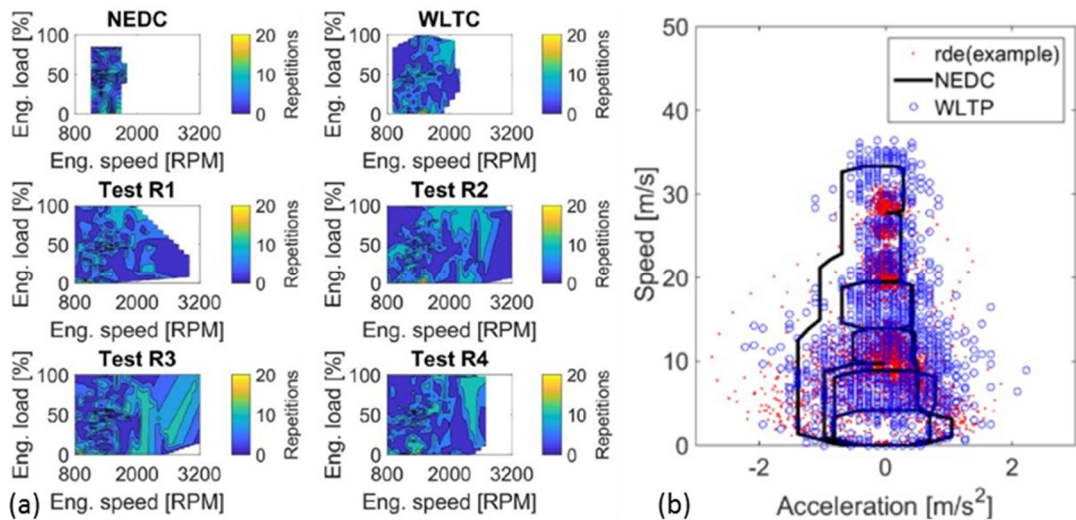 NEDC
Eng. load [%]
100
50
0
800 2000 3200
Eng. speed [RPM]
20
10
0
Repetitions
WLTC
Eng. load [%]
100
50
0
800 2000 3200
Eng. speed [RPM]
20
10
0
Repetitions
Test R1
Eng. load [%]
100
50
0
800 2000 3200
Eng. speed [RPM]
20
10
0
Repetitions
Test R2
Eng. load [%]
100
50
0
800 2000 3200
Eng. speed [RPM]
20
10
0
Repetitions
Test R3
Eng. load [%]
100
50
0
800 2000 3200
Eng. speed [RPM]
20
10
0
Repetitions
Test R4
Eng. load [%]
100
50
0
800 2000 3200
Eng. speed [RPM]
20
10
0
Repetitions
(a)
Speed [m/s]
50
40
30
20
10
0
rde(example)
NEDC
WLTP
-2 0 2
Acceleration [m/s²]
(b)